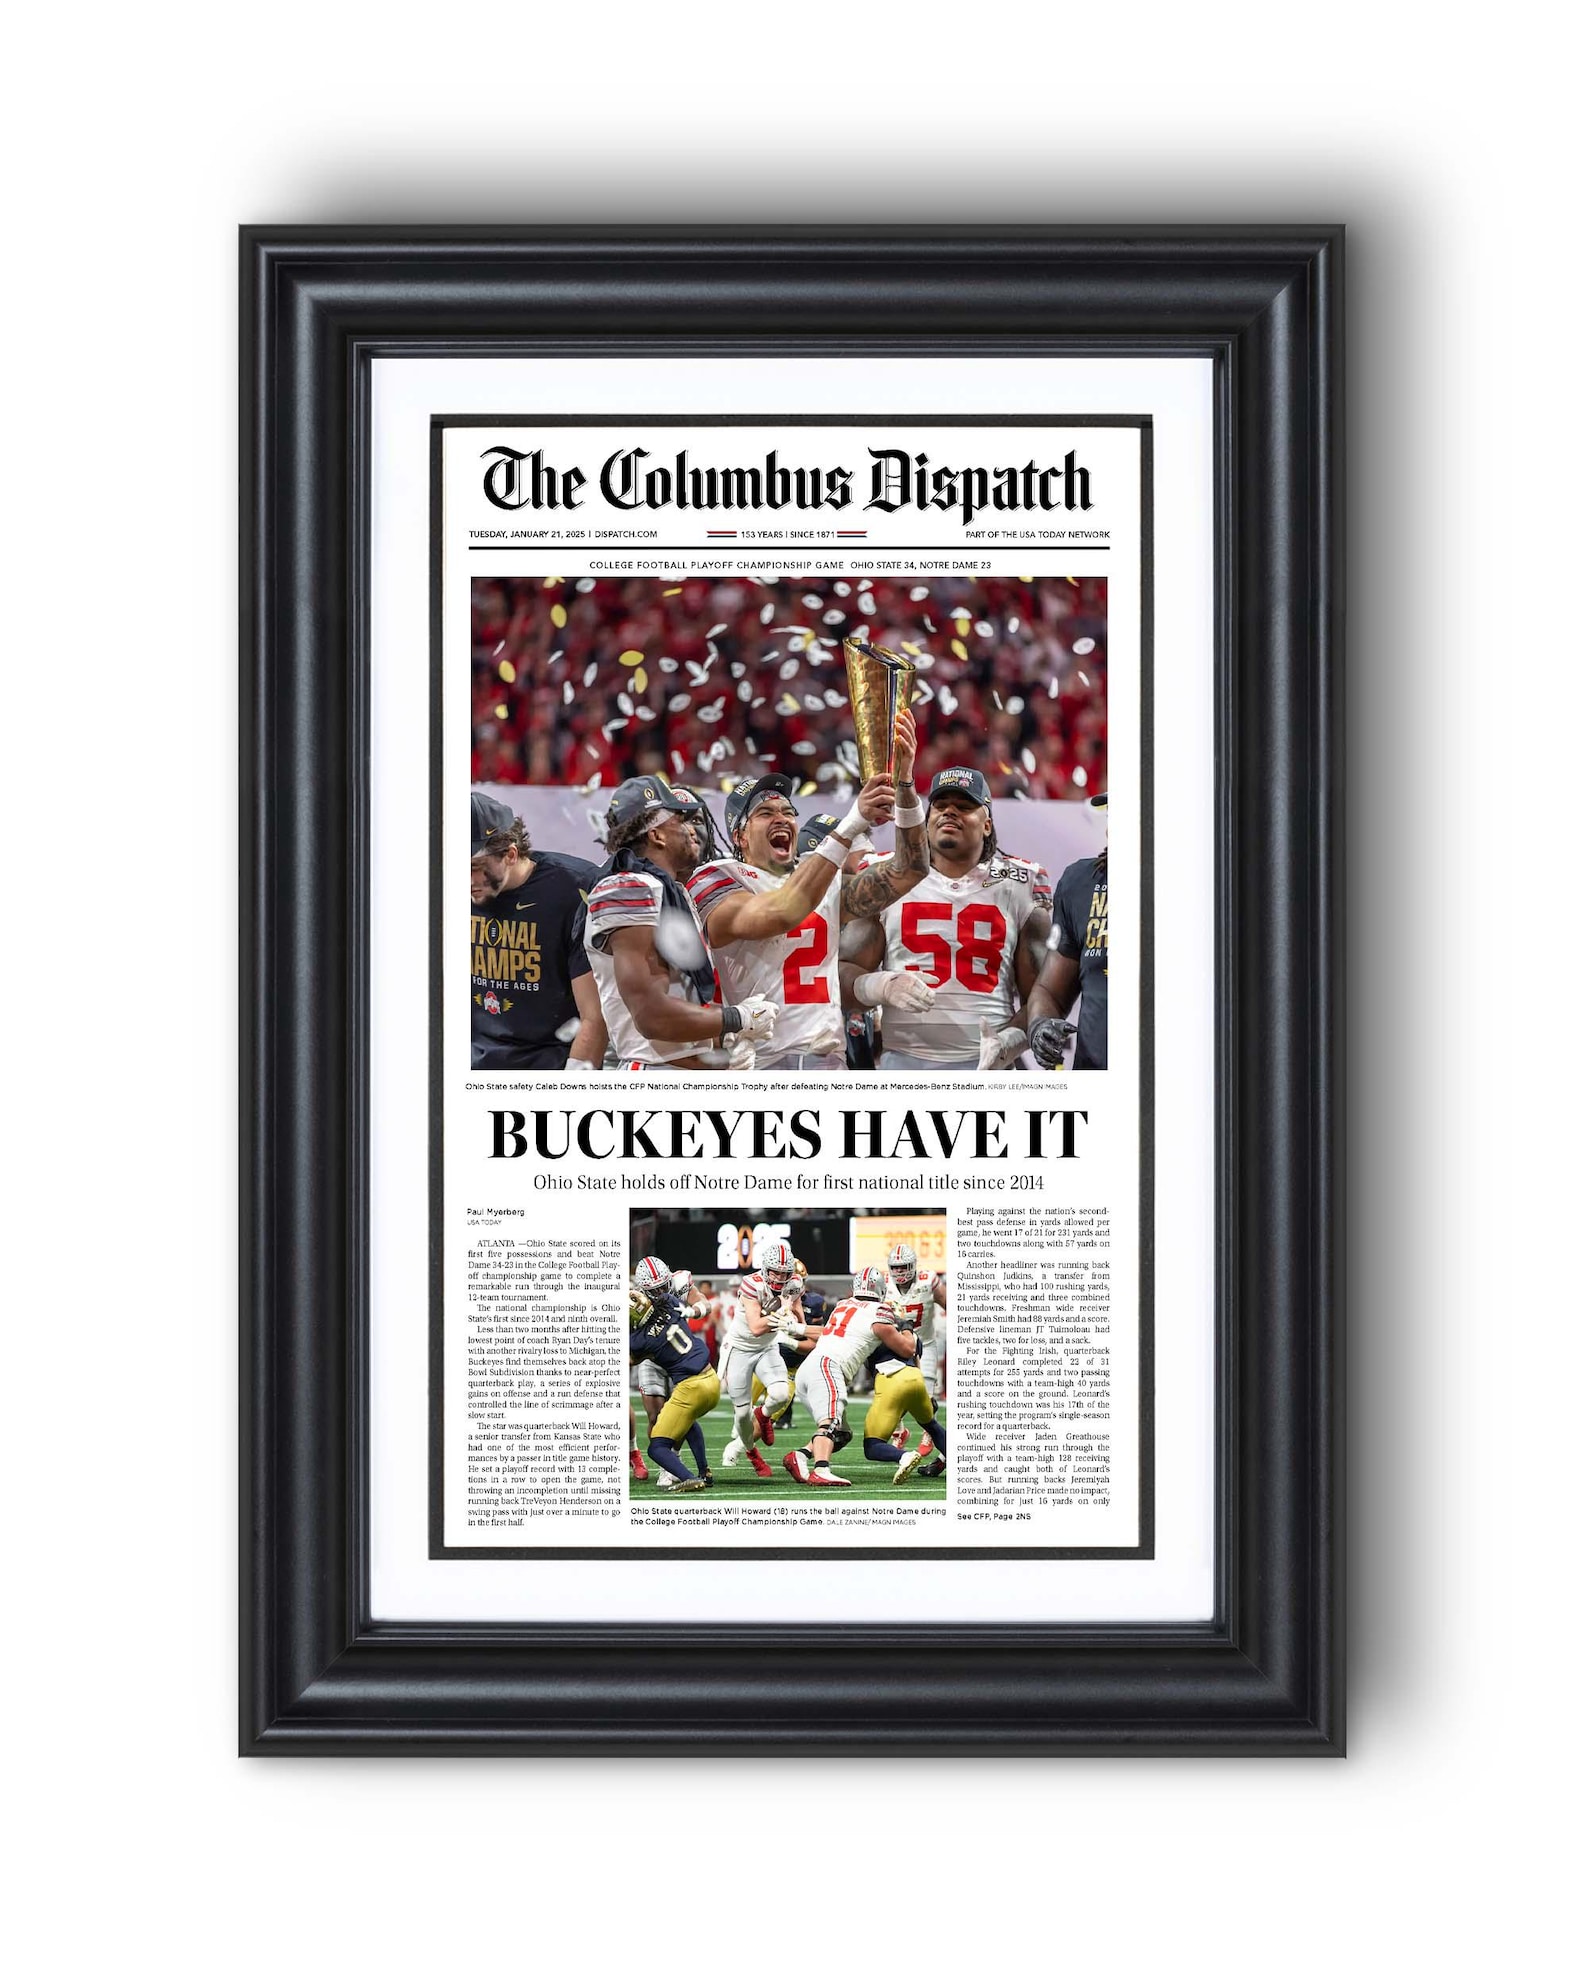 The Columbus Dispatch
TUESDAY, JANUARY 21, 2025 | DISPATCH.COM
153 YEARS | SINCE 1871
PART OF THE USA TODAY NETWORK
COLLEGE FOOTBALL PLAYOFF CHAMPIONSHIP GAME OHIO STATE 34, NOTRE DAME 23
NATIONAL
2025
TIONAL
AMPS
FOR THE AGES
2
58
Ohio State safety Caleb Downs hoists the CFP National Championship Trophy after defeating Notre Dame at Mercedes-Benz Stadium. KIRBY LEE/IMAGN IMAGES
BUCKEYES HAVE IT
Ohio State holds off Notre Dame for first national title since 2014
Paul Myerberg
USA TODAY
ATLANTA —Ohio State scored on its
first five possessions and beat Notre
Dame 34-23 in the College Football Play-
off championship game to complete a
remarkable run through the inaugural
12-team tournament.
The national championship is Ohio
State's first since 2014 and ninth overall.
Less than two months after hitting the
lowest point of coach Ryan Day's tenure
with another rivalry loss to Michigan, the
Buckeyes find themselves back atop the
Bowl Subdivision thanks to near-perfect
quarterback play, a series of explosive
gains on offense and a run defense that
controlled the line of scrimmage after a
slow start.
The star was quarterback Will Howard,
a senior transfer from Kansas State who
had one of the most efficient perfor-
mances by a passer in title game history.
He set a playoff record with 13 comple-
tions in a row to open the game, not
throwing an incompletion until missing
running back TreVeyon Henderson on a
swing pass with just over a minute to go
in the first half.
2025
0
51
Ohio State quarterback Will Howard (18) runs the ball against Notre Dame during
the College Football Playoff Championship Game. DALE ZANINE/IMAGN IMAGES
Playing against the nation's second-
best pass defense in yards allowed per
game, he went 17 of 21 for 231 yards and
two touchdowns along with 57 yards on
16 carries.
Another headliner was running back
Quinshon Judkins, a transfer from
Mississippi, who had 100 rushing yards,
21 yards receiving and three combined
touchdowns. Freshman wide receiver
Jeremiah Smith had 88 yards and a score.
Defensive lineman JT Tuimoloau had
five tackles, two for loss, and a sack.
For the Fighting Irish, quarterback
Riley Leonard completed 22 of 31
attempts for 255 yards and two passing
touchdowns with a team-high 40 yards
and a score on the ground. Leonard's
rushing touchdown was his 17th of the
year, setting the program's single-season
record for a quarterback.
Wide receiver Jaden Greathouse
continued his strong run through the
playoff with a team-high 128 receiving
yards and caught both of Leonard's
scores. But running backs Jeremiyah
Love and Jadarian Price made no impact,
combining for just 16 yards on only
See CFP, Page 2NS